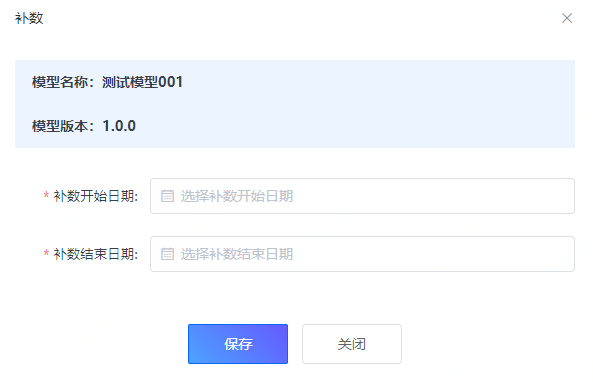 补数
模型名称：测试模型001
模型版本：1.0.0
* 补数开始日期:
选择补数开始日期
* 补数结束日期:
选择补数结束日期
保存
关闭